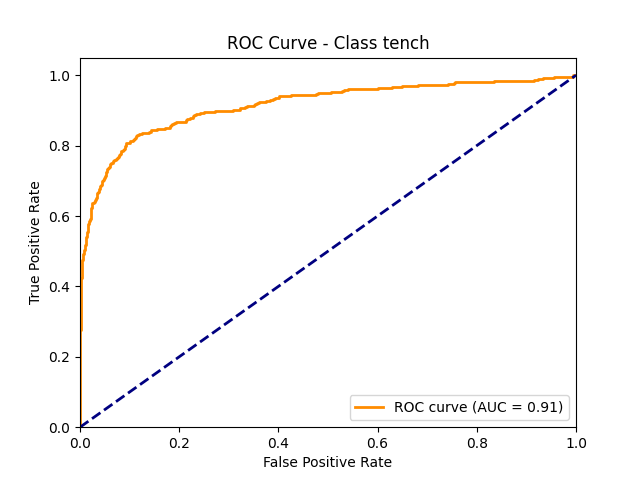 ROC Curve - Class tench
True Positive Rate
1.0
0.8
0.6
0.4
0.2
0.0
ROC curve (AUC = 0.91)
0.0 0.2 0.4 0.6 0.8 1.0
False Positive Rate